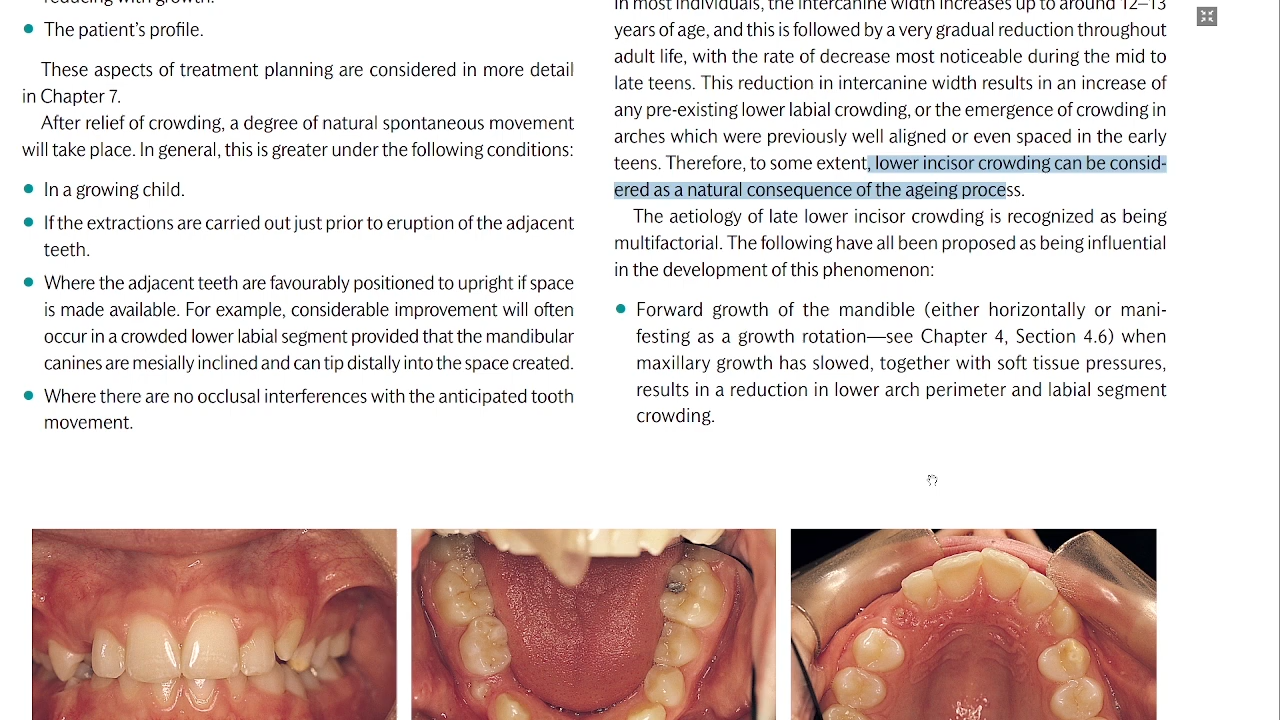 The patient's profile.
These aspects of treatment planning are considered in more detail
in Chapter 7.
After relief of crowding, a degree of natural spontaneous movement
will take place. In general, this is greater under the following conditions:
In a growing child.
If the extractions are carried out just prior to eruption of the adjacent
teeth.
Where the adjacent teeth are favourably positioned to upright if space
is made available. For example, considerable improvement will often
occur in a crowded lower labial segment provided that the mandibular
canines are mesially inclined and can tip distally into the space created.
Where there are no occlusal interferences with the anticipated tooth
movement.
In most individuals, the intercanine width increases up to around 12–13
years of age, and this is followed by a very gradual reduction throughout
adult life, with the rate of decrease most noticeable during the mid to
late teens. This reduction in intercanine width results in an increase of
any pre-existing lower labial crowding, or the emergence of crowding in
arches which were previously well aligned or even spaced in the early
teens. Therefore, to some extent, lower incisor crowding can be consid-
ered as a natural consequence of the ageing process.
The aetiology of late lower incisor crowding is recognized as being
multifactorial. The following have all been proposed as being influential
in the development of this phenomenon:
Forward growth of the mandible (either horizontally or mani-
festing as a growth rotation—see Chapter 4, Section 4.6) when
maxillary growth has slowed, together with soft tissue pressures,
results in a reduction in lower arch perimeter and labial segment
crowding.